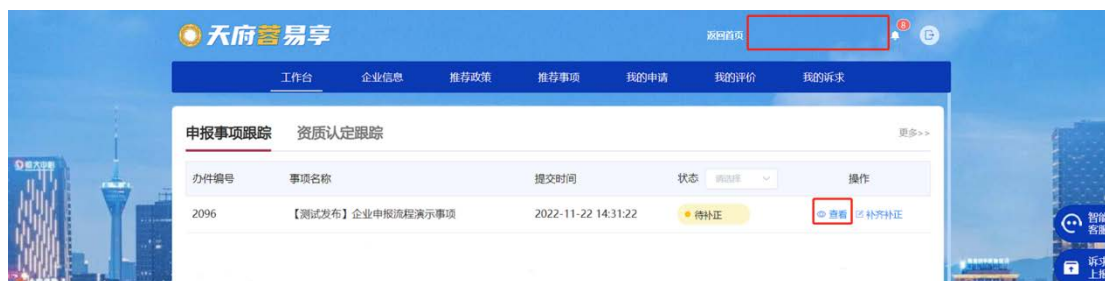 天府蓉易享
返回首页
8
工作台 企业信息 推荐政策 推荐事项 我的申请 我的评价 我的诉求
申报事项跟踪 资质认定跟踪 更多>>
办件编号 事项名称 提交时间 状态 请选择 操作
2096 【测试发布】企业申报流程演示事项 2022-11-22 14:31:22 待补正 查看 补齐补正
智能
客服
诉求
上报